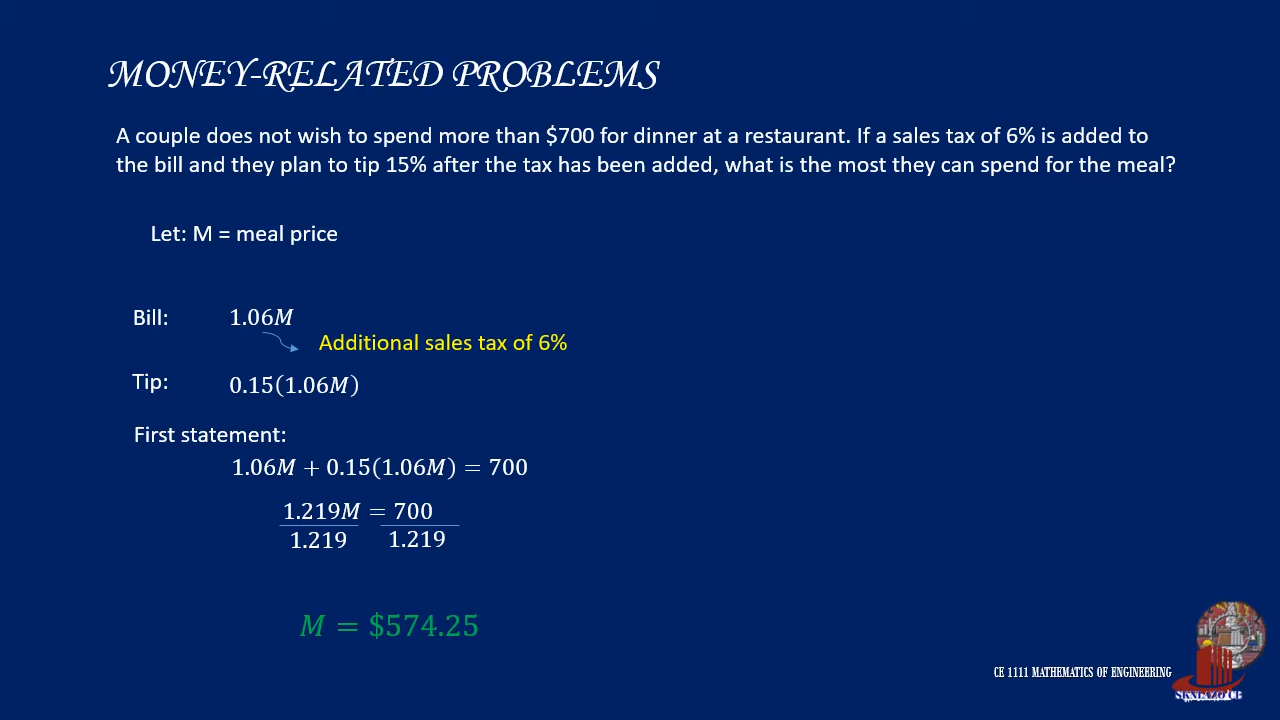 MONEY-RELATED PROBLEMS
A couple does not wish to spend more than $700 for dinner at a restaurant. If a sales tax of 6% is added to
the bill and they plan to tip 15% after the tax has been added, what is the most they can spend for the meal?
Let: M = meal price
Bill: 1.06M
Additional sales tax of 6%
Tip: 0.15(1.06M)
First statement:
1.06M + 0.15(1.06M) = 700
1.219M = 700
1.219 1.219
M = $574.25
CE 1111 MATHEMATICS OF ENGINEERING